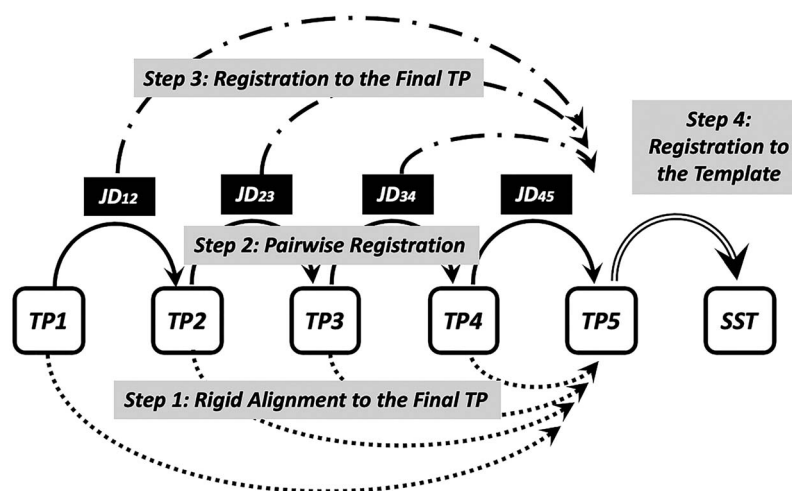 Step 3: Registration to the Final TP
Step 4:
Registration to
the Template
JD12
JD23
JD34
JD45
Step 2: Pairwise Registration
TP1
TP2
TP3
TP4
TP5
SST
Step 1: Rigid Alignment to the Final TP